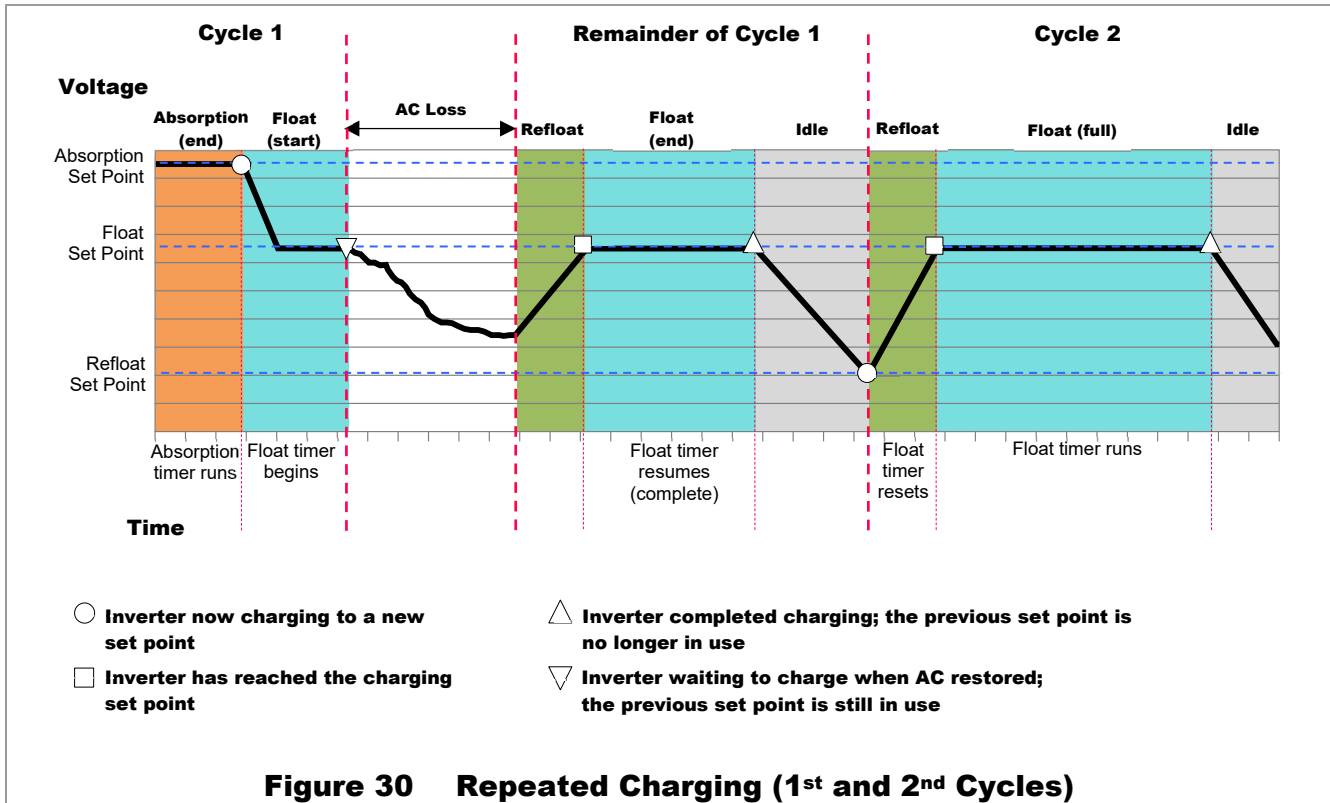 Cycle 1
Remainder of Cycle 1
Cycle 2
Voltage
Absorption
(end)
Float
(start)
AC Loss
Refloat
Float
(end)
Idle
Refloat
Float (full)
Idle
Absorption
Set Point
Float
Set Point
Refloat
Set Point
Absorption
timer runs
Float timer
begins
Float timer
resumes
(complete)
Float
timer
resets
Float timer runs
Time
Inverter now charging to a new
set point
Inverter has reached the charging
set point
Inverter completed charging; the previous set point is
no longer in use
Inverter waiting to charge when AC restored;
the previous set point is still in use
Figure 30 Repeated Charging (1st and 2nd Cycles)